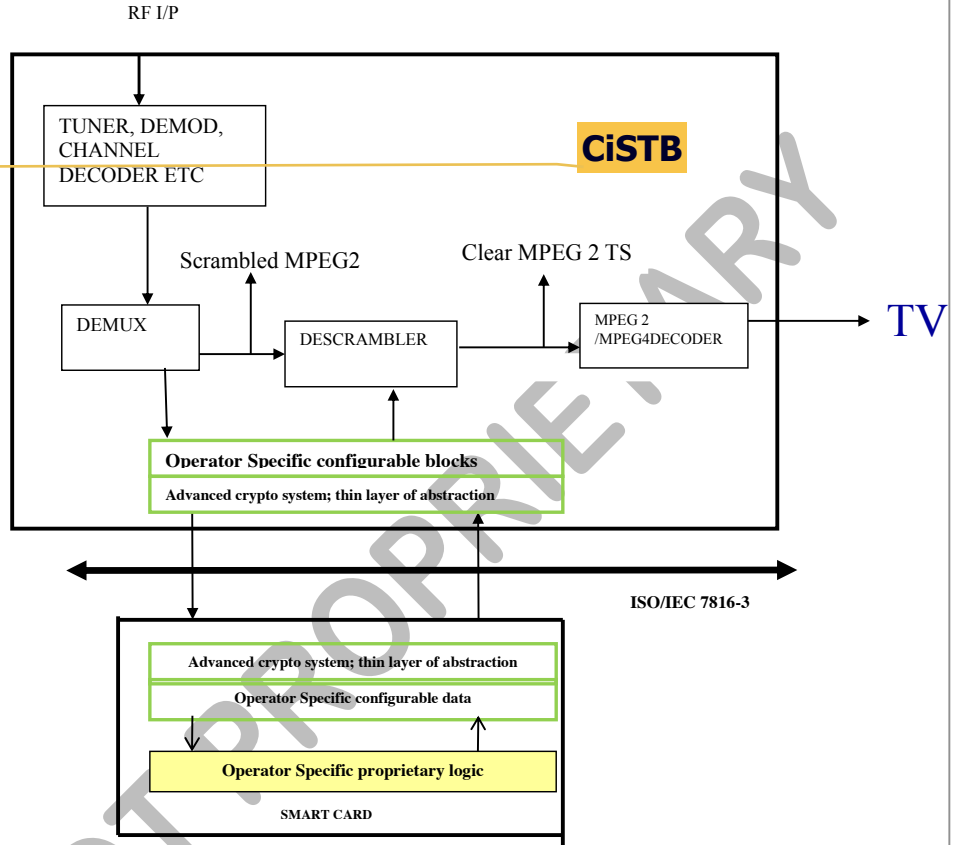 RF I/P
TUNER, DEMOD,
CHANNEL
DECODER ETC
CiSTB
Scrambled MPEG2
Clear MPEG 2 TS
DEMUX
DESCRAMBLER
MPEG 2
/MPEG4DECODER
TV
Operator Specific configurable blocks
Advanced crypto system; thin layer of abstraction
ISO/IEC 7816-3
Advanced crypto system; thin layer of abstraction
Operator Specific configurable data
Operator Specific proprietary logic
SMART CARD
OT PROPRIETARY